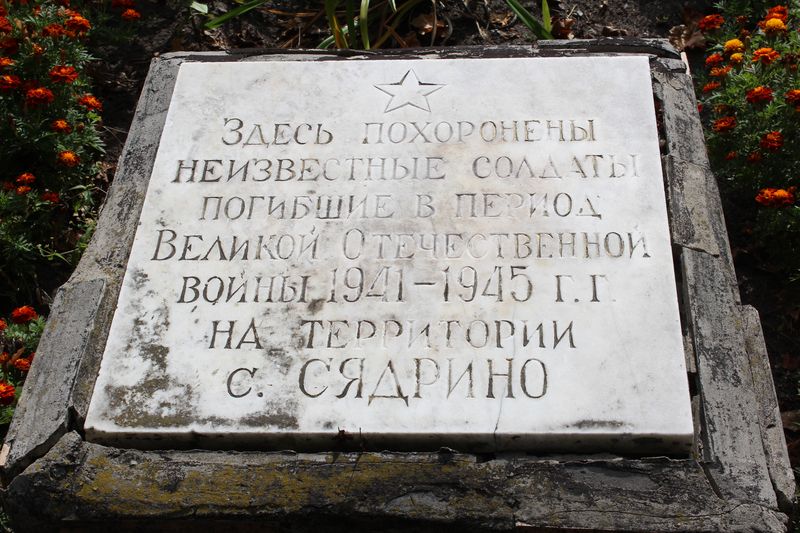 Здесь похоронены
неизвестные солдаты
погибшие в период
Великой Отечественной
войны 1941-1945 г.г.
на территории
с. СЯДРИНО